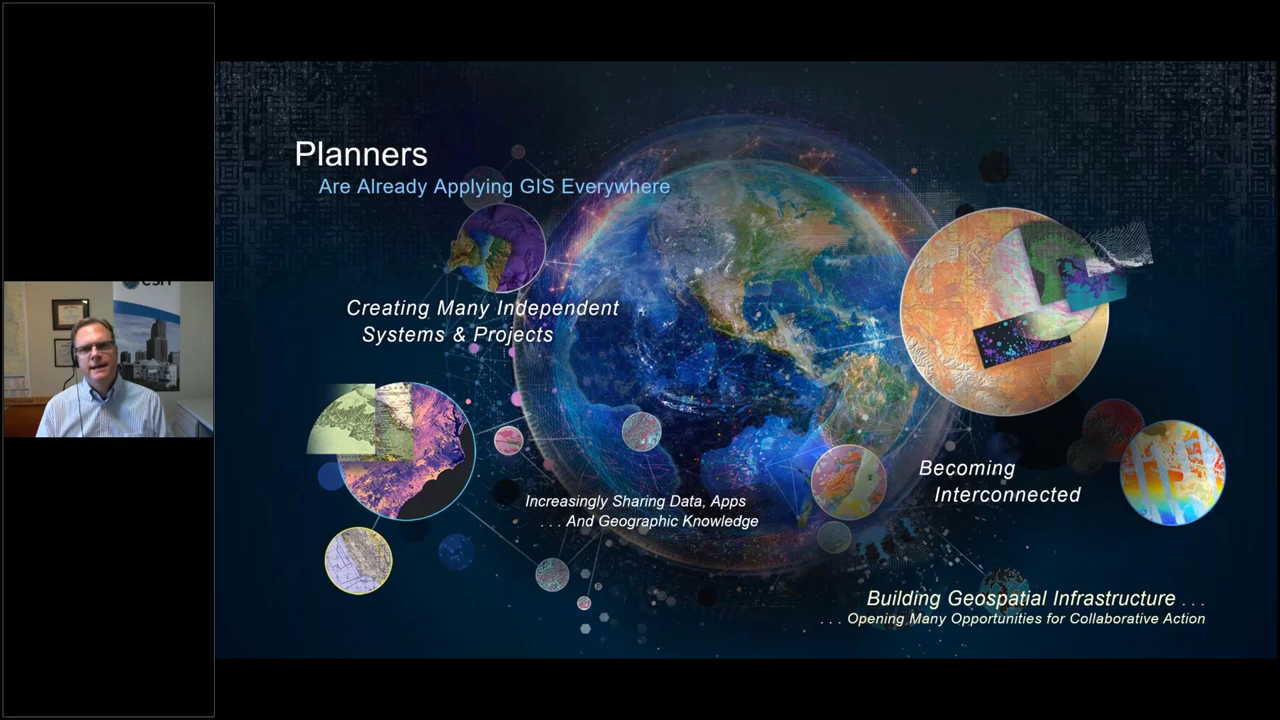 Planners
Are Already Applying GIS Everywhere
Creating Many Independent
Systems & Projects
Increasingly Sharing Data, Apps
. . . And Geographic Knowledge
Becoming
Interconnected
Building Geospatial Infrastructure . . .
. . . Opening Many Opportunities for Collaborative Action